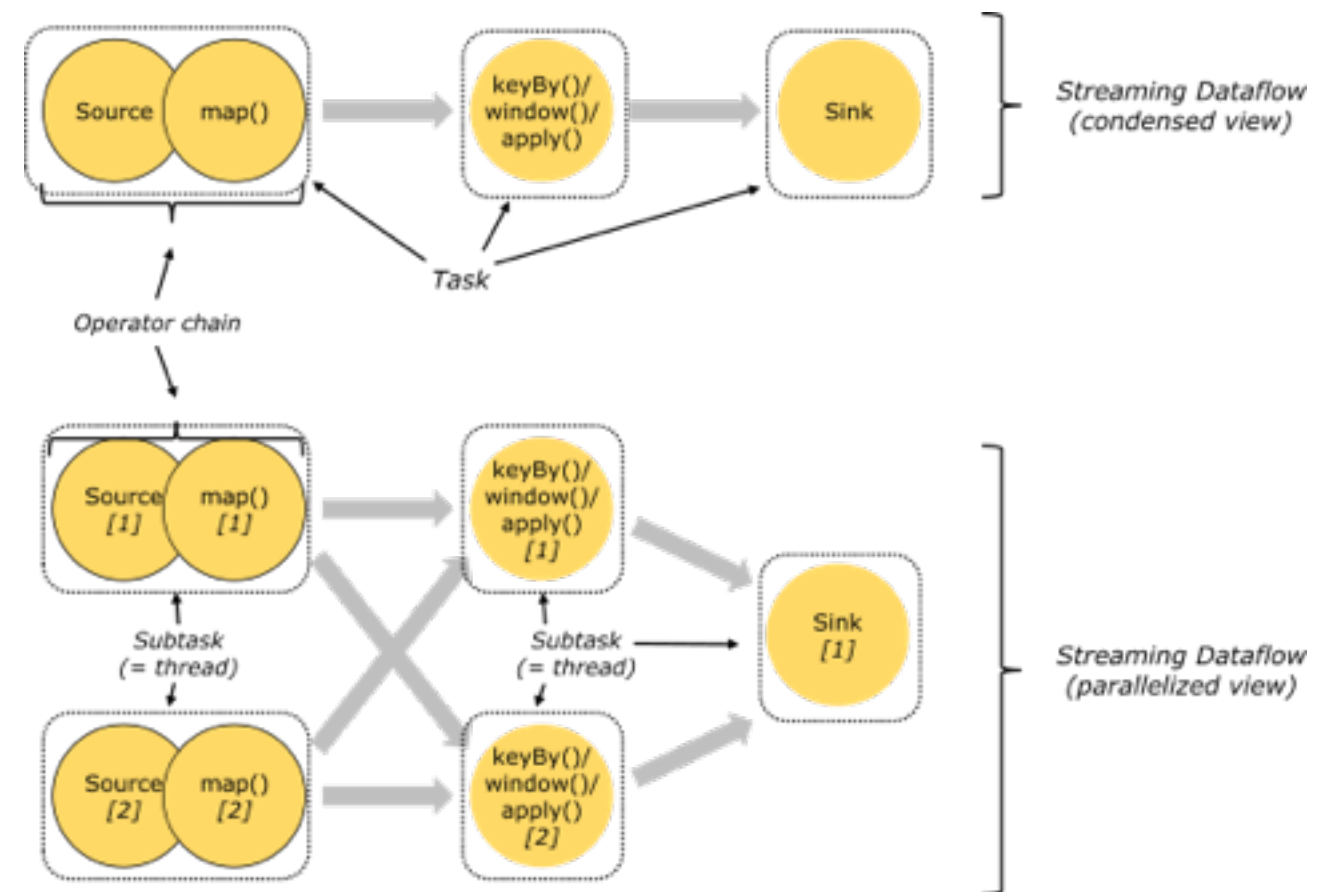 Source
map()
keyBy()/
window()/
apply()
Sink
Streaming Dataflow
(condensed view)
Task
Operator chain
Source
[1]
map()
[1]
keyBy()/
window()/
apply()
[1]
Subtask
(= thread)
Subtask
(= thread)
Sink
[1]
Streaming Dataflow
(parallelized view)
Source
[2]
map()
[2]
keyBy()/
window()/
apply()
[2]